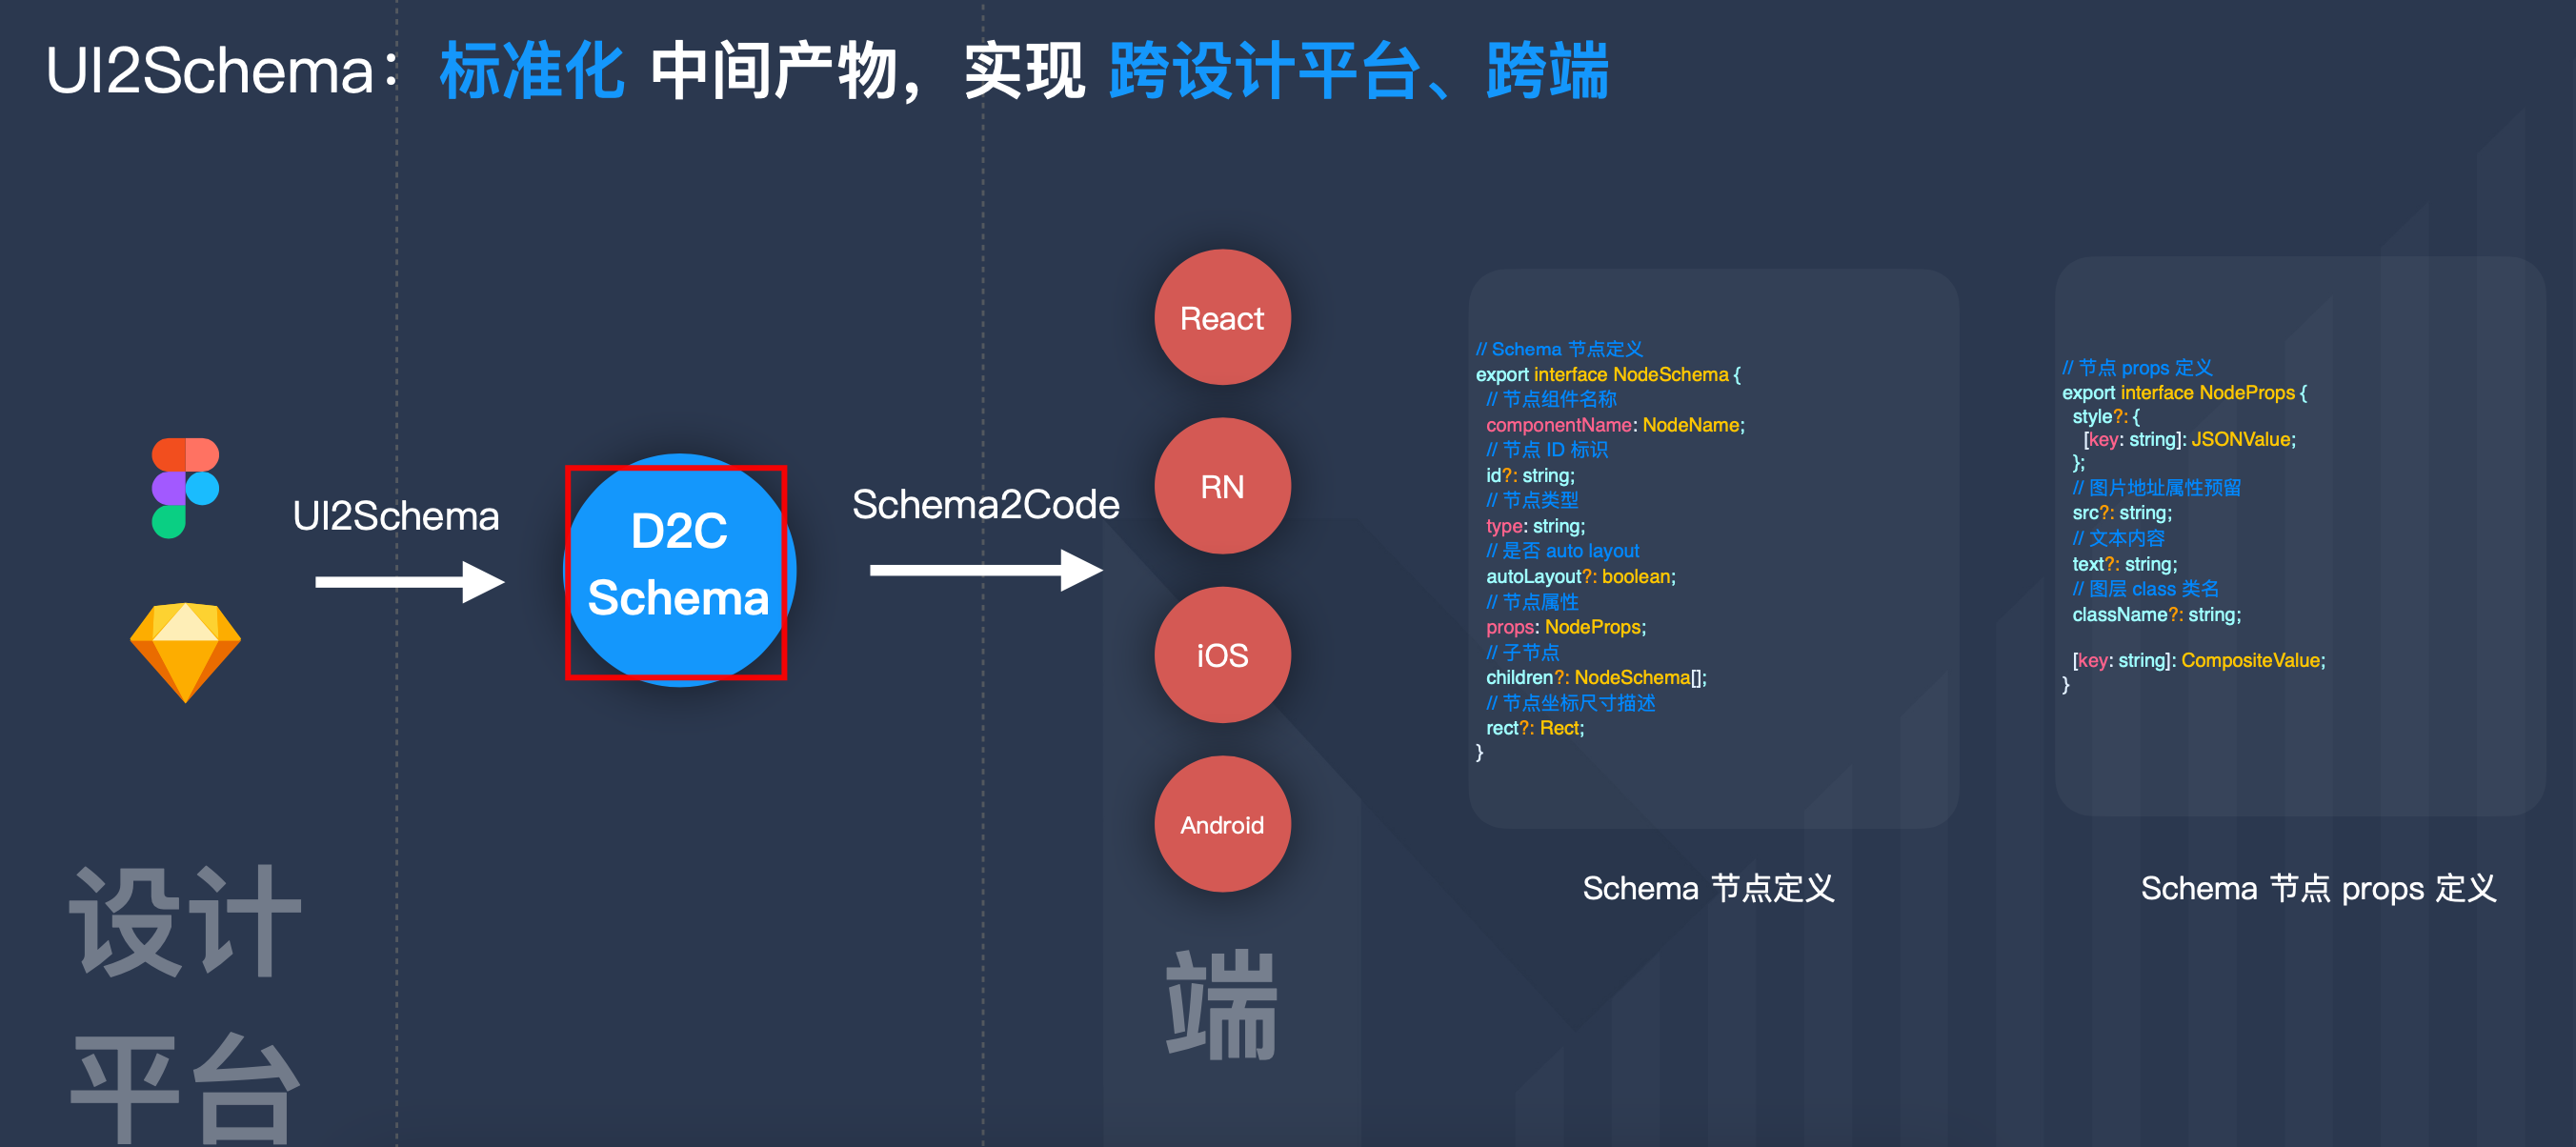 UI2Schema：标准化 中间产物，实现 跨设计平台、跨端
UI2Schema
D2C
Schema
Schema2Code
React
RN
iOS
Android
设计
平台
端
// Schema 节点定义
export interface NodeSchema {
// 节点组件名称
componentName: NodeName;
// 节点 ID 标识
id?: string;
// 节点类型
type: string;
// 是否 auto layout
autoLayout?: boolean;
// 节点属性
props: NodeProps;
// 子节点
children?: NodeSchema[];
// 节点坐标尺寸描述
rect?: Rect;
}
Schema 节点定义
// 节点 props 定义
export interface NodeProps {
style?: {
[key: string]: JSONValue;
};
// 图片地址属性预留
src?: string;
// 文本内容
text?: string;
// 图层 class 类名
className?: string;
[key: string]: CompositeValue;
}
Schema 节点 props 定义